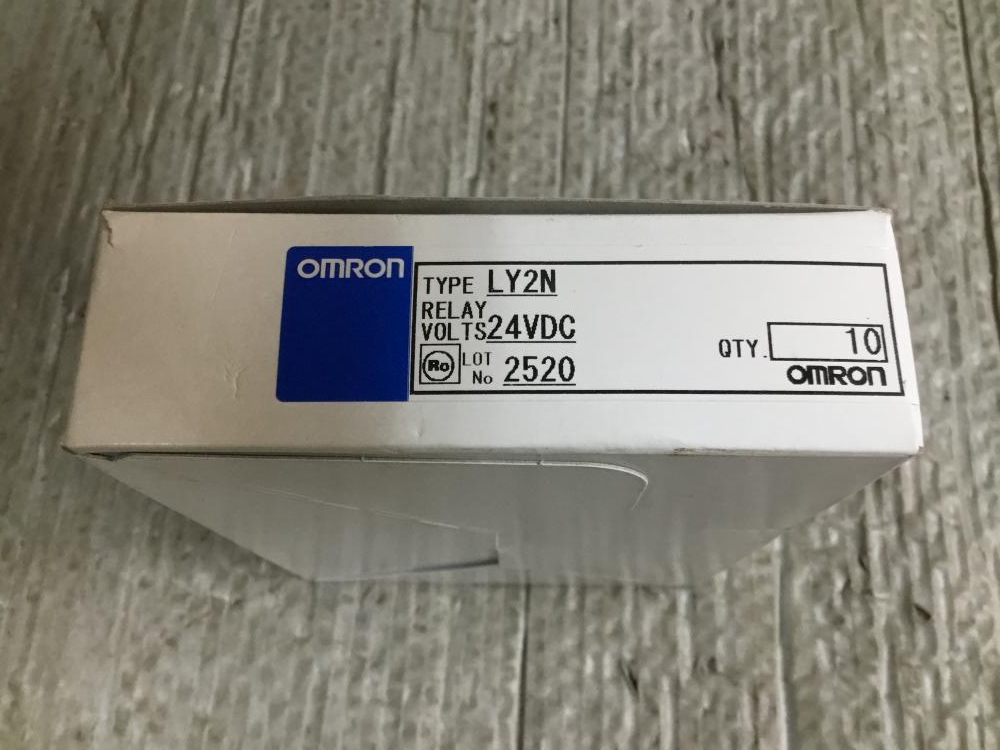 OMRON
TYPE LY2N
RELAY
VOLTS 24VDC
Ro LOT
No 2520
QTY. 10
OMRON